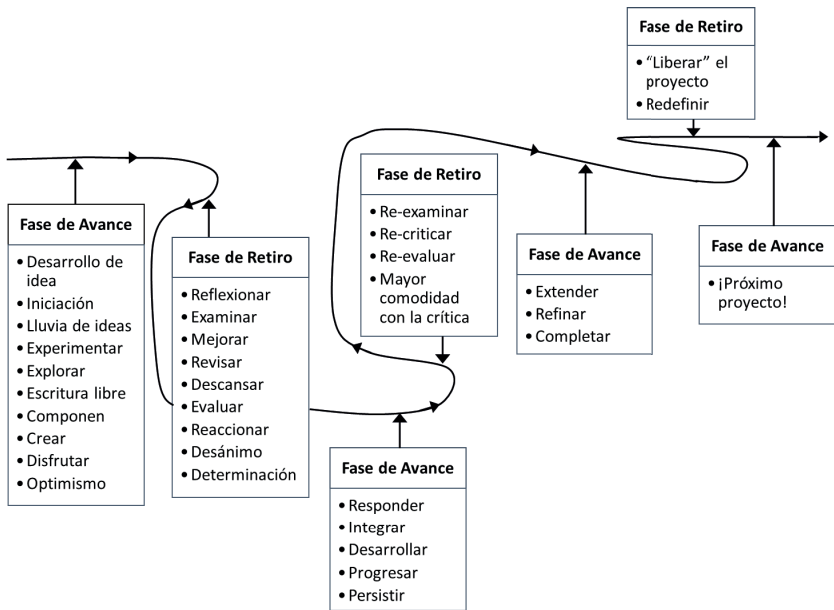 Fase de Avance
• Desarrollo de
idea
• Iniciación
• Lluvia de ideas
• Experimentar
• Explorar
• Escritura libre
• Componen
• Crear
• Disfrutar
• Optimismo
Fase de Retiro
• Reflexionar
• Examinar
• Mejorar
• Revisar
• Descansar
• Evaluar
• Reaccionar
• Desánimo
• Determinación
Fase de Avance
• Responder
• Integrar
• Desarrollar
• Progresar
• Persistir
Fase de Retiro
• Re-examinar
• Re-criticar
• Re-evaluar
• Mayor
comodidad
con la crítica
Fase de Avance
• Extender
• Refinar
• Completar
Fase de Retiro
• “Liberar” el
proyecto
• Redefinir
Fase de Avance
• ¡Próximo
proyecto!